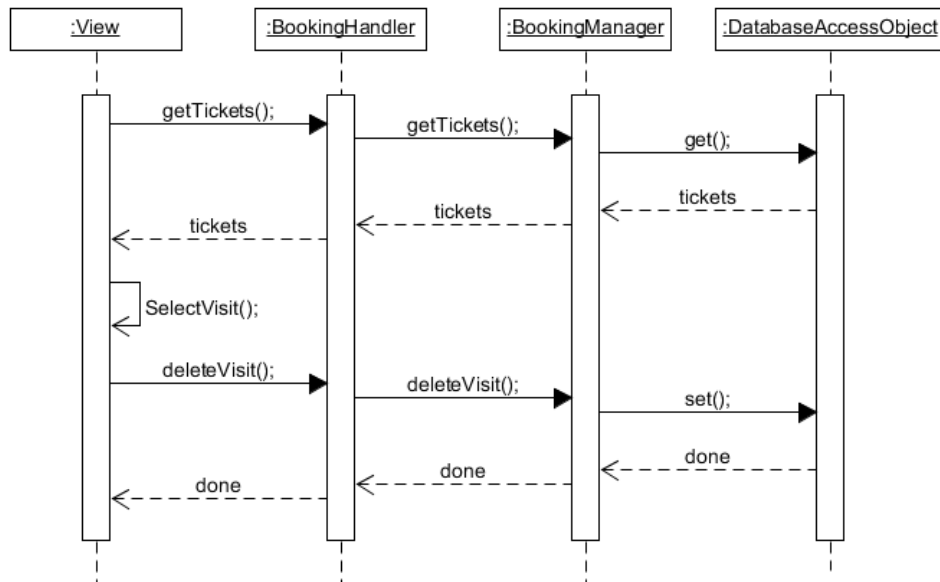 :View
:BookingHandler
:BookingManager
:DatabaseAccessObject
getTickets();
getTickets();
get();
tickets
tickets
tickets
SelectVisit();
deleteVisit();
deleteVisit();
set();
done
done
done